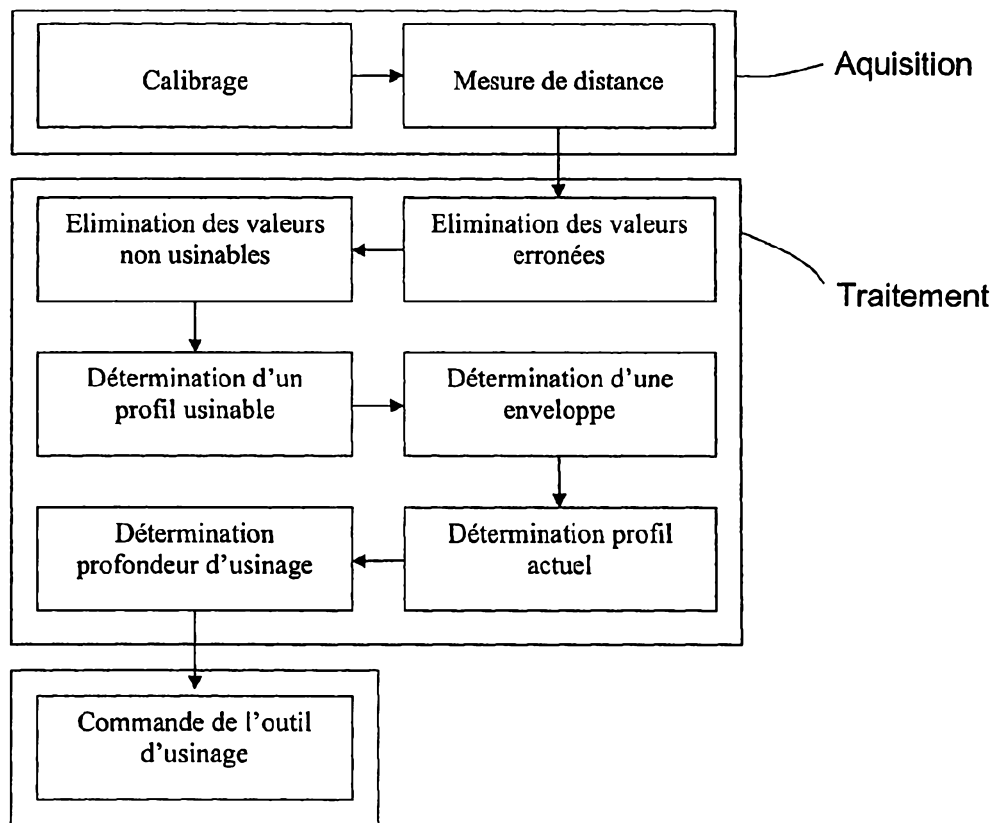 Calibrage
Mesure de distance
Aquisition
Elimination des valeurs
non usinables
Elimination des valeurs
erronées
Traitement
Détermination d'un
profil usinable
Détermination d'une
enveloppe
Détermination
profondeur d'usinage
Détermination profil
actuel
Commande de l'outil
d'usinage